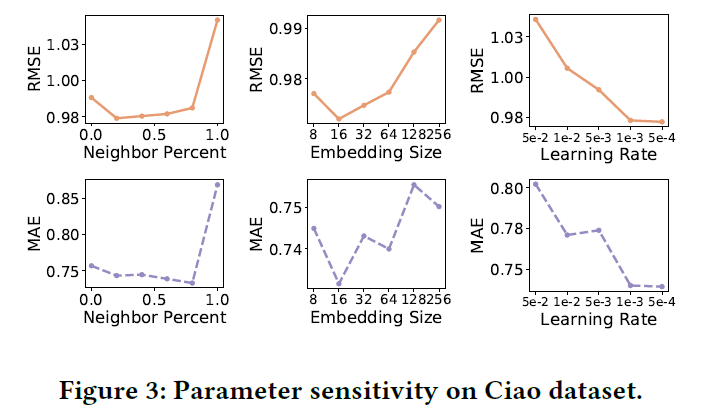 RMSE
1.03
1.00
0.98
0.0 0.5 1.0
Neighbor Percent
RMSE
0.99
0.98
8 16 32 64 128256
Embedding Size
RMSE
1.03
1.00
0.98
5e-2 1e-2 5e-3 1e-3 5e-4
Learning Rate
MAE
0.85
0.80
0.75
0.0 0.5 1.0
Neighbor Percent
MAE
0.75
0.74
8 16 32 64 128256
Embedding Size
MAE
0.80
0.78
0.75
5e-2 1e-2 5e-3 1e-3 5e-4
Learning Rate
Figure 3: Parameter sensitivity on Ciao dataset.